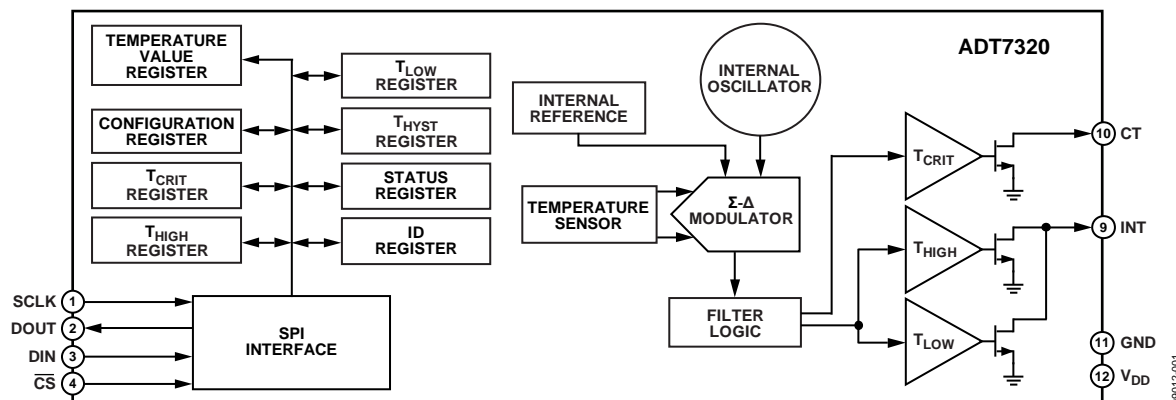 ADT7320
TEMPERATURE
VALUE
REGISTER
TLOW
REGISTER
INTERNAL
OSCILLATOR
INTERNAL
REFERENCE
CONFIGURATION
REGISTER
THYST
REGISTER
TCRIT
10
CT
TCRIT
REGISTER
STATUS
REGISTER
TEMPERATURE
SENSOR
Σ-Δ
MODULATOR
THIGH
REGISTER
ID
REGISTER
THIGH
9
INT
SCLK
1
DOUT
2
DIN
3
CS
4
SPI
INTERFACE
FILTER
LOGIC
TLOW
11
GND
12
VDD